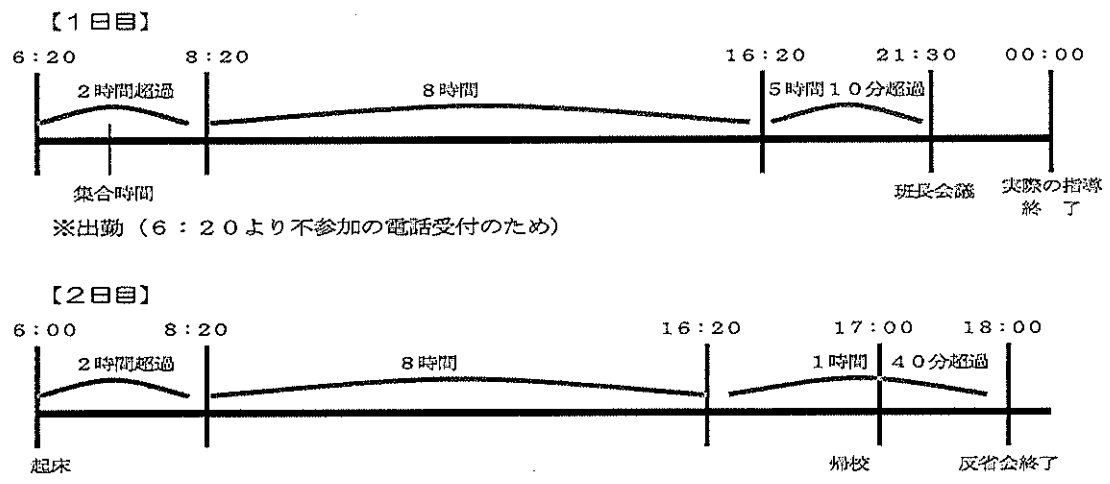 【1日目】
6:20 8:20 16:20 21:30 00:00
2時間超過 8時間 5時間10分超過
集合時間 班長会議 実際の指導
終 了
※出勤（6：20より不参加の電話受付のため）
【2日目】
6:00 8:20 16:20 17:00 18:00
2時間超過 8時間 1時間 40分超過
起床 帰校 反省会終了